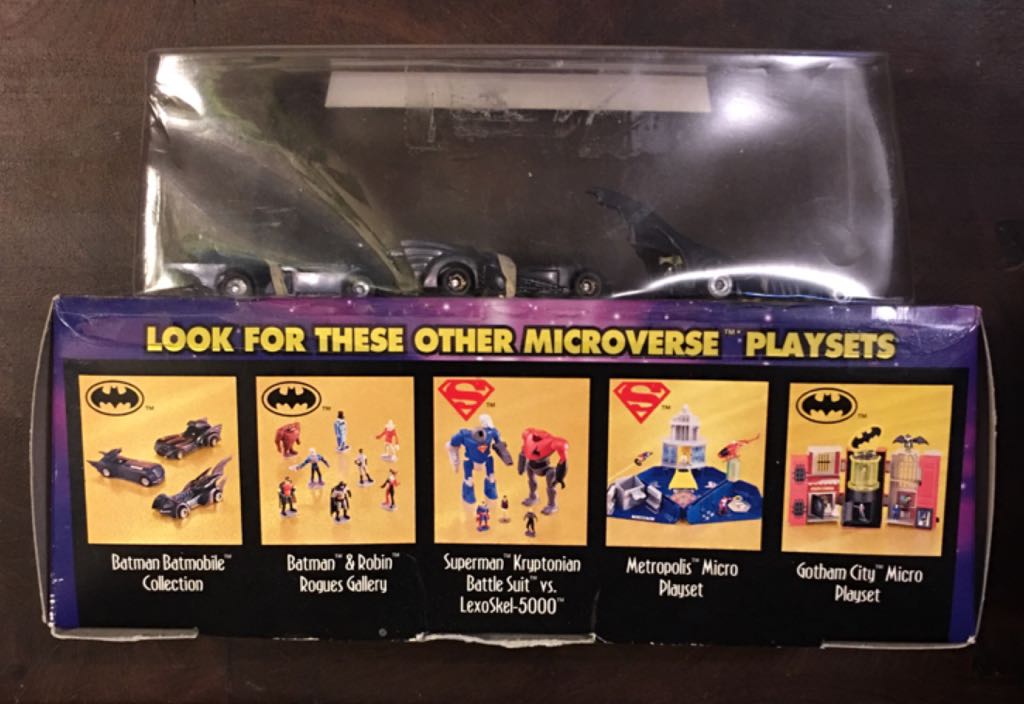 LOOK FOR THESE OTHER MICROVERSE™ PLAYSETS
Batman Batmobile™
Collection
Batman™ & Robin™
Rogues Gallery
Superman™ Kryptonian
Battle Suit™ vs.
LexoSkel-5000™
Metropolis™ Micro
Playset
Gotham City™ Micro
Playset